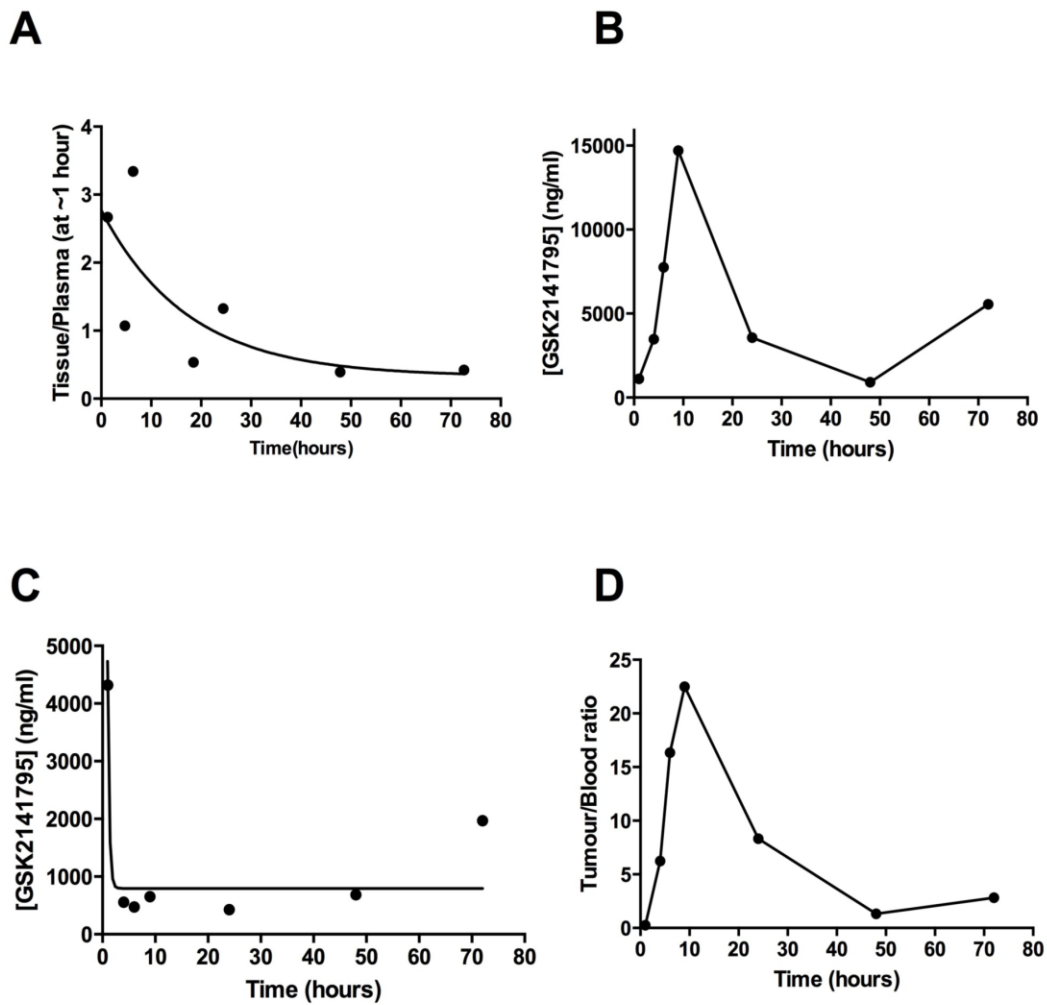 A
Tissue/Plasma (at ~1 hour)
4
3
2
1
0
0 10 20 30 40 50 60 70 80
Time(hours)
B
[GSK2141795] (ng/ml)
15000
10000
5000
0
0 10 20 30 40 50 60 70 80
Time (hours)
C
[GSK2141795] (ng/ml)
5000
4000
3000
2000
1000
0
0 10 20 30 40 50 60 70 80
Time (hours)
D
Tumour/Blood ratio
25
20
15
10
5
0
0 10 20 30 40 50 60 70 80
Time (hours)